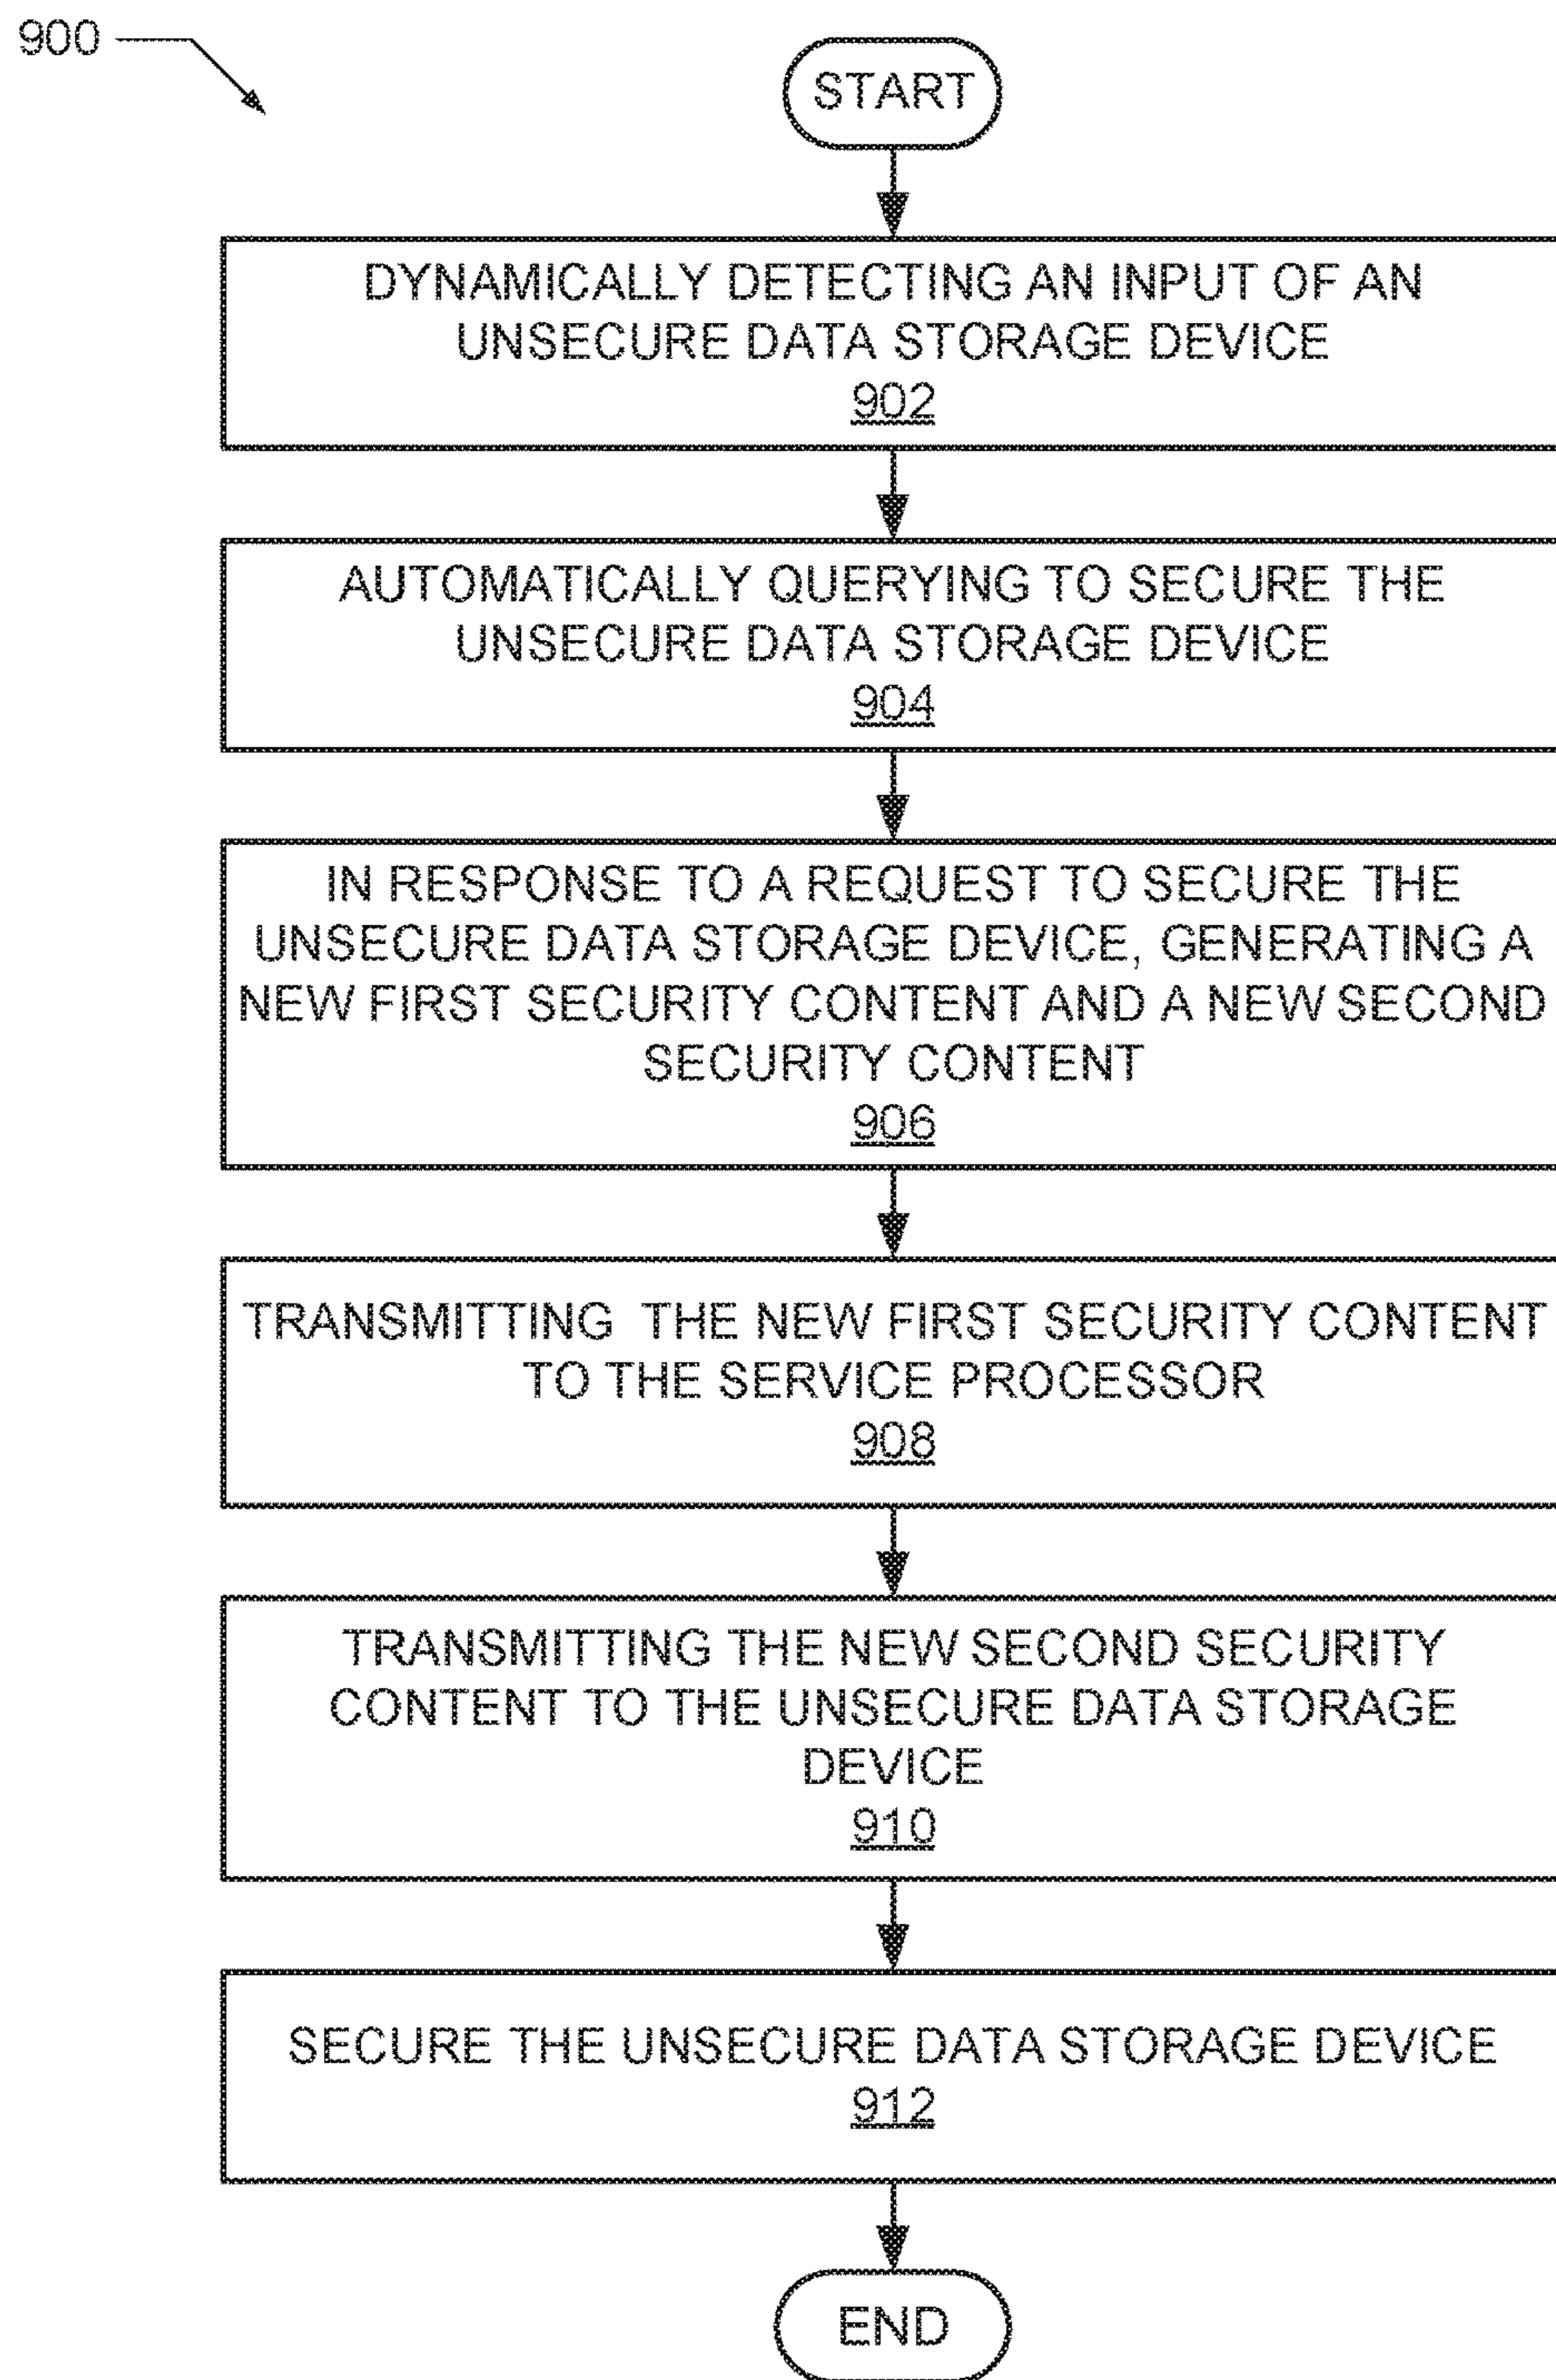 900
START
DYNAMICALLY DETECTING AN INPUT OF AN
UNSECURE DATA STORAGE DEVICE
902
AUTOMATICALLY QUERYING TO SECURE THE
UNSECURE DATA STORAGE DEVICE
904
IN RESPONSE TO A REQUEST TO SECURE THE
UNSECURE DATA STORAGE DEVICE, GENERATING A
NEW FIRST SECURITY CONTENT AND A NEW SECOND
SECURITY CONTENT
906
TRANSMITTING THE NEW FIRST SECURITY CONTENT
TO THE SERVICE PROCESSOR
908
TRANSMITTING THE NEW SECOND SECURITY
CONTENT TO THE UNSECURE DATA STORAGE
DEVICE
910
SECURE THE UNSECURE DATA STORAGE DEVICE
912
END